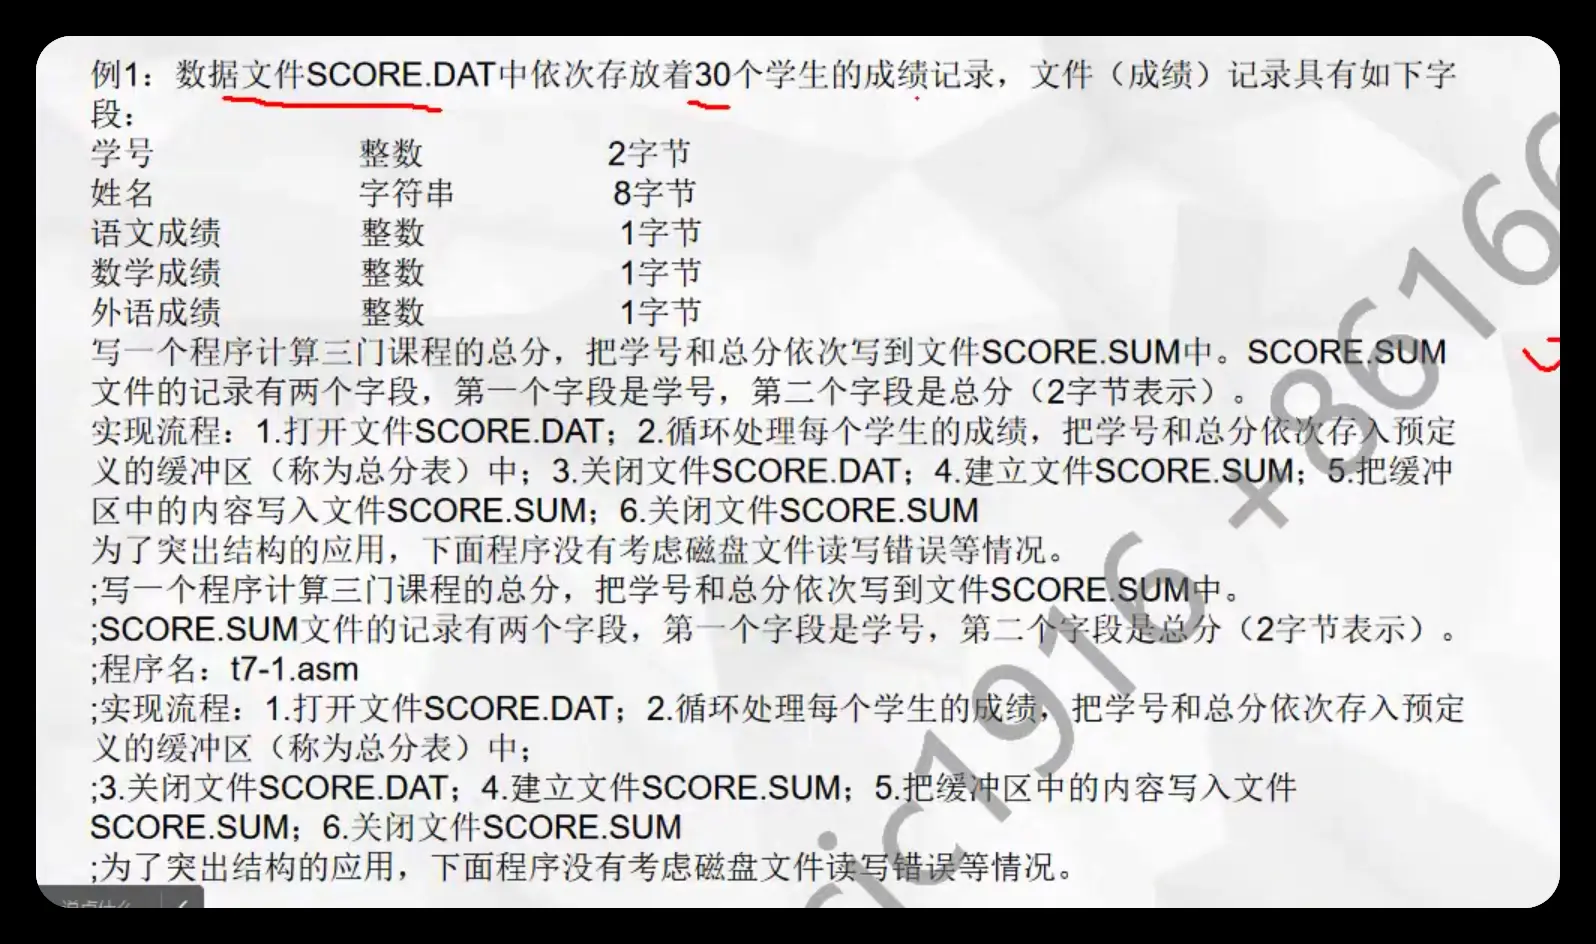 例1：数据文件SCORE.DAT中依次存放着30个学生的成绩记录，文件（成绩）记录具有如下字
段：
学号 整数 2字节
姓名 字符串 8字节
语文成绩 整数 1字节
数学成绩 整数 1字节
外语成绩 整数 1字节
写一个程序计算三门课程的总分，把学号和总分依次写到文件SCORE.SUM中。SCORE.SUM
文件的记录有两个字段，第一个字段是学号，第二个字段是总分（2字节表示）。
实现流程：1.打开文件SCORE.DAT；2.循环处理每个学生的成绩，把学号和总分依次存入预定
义的缓冲区（称为总分表）中；3.关闭文件SCORE.DAT；4.建立文件SCORE.SUM；5.把缓冲
区中的内容写入文件SCORE.SUM；6.关闭文件SCORE.SUM
为了突出结构的应用，下面程序没有考虑磁盘文件读写错误等情况。
;写一个程序计算三门课程的总分，把学号和总分依次写到文件SCORE.SUM中。
;SCORE.SUM文件的记录有两个字段，第一个字段是学号，第二个字段是总分（2字节表示）。
;程序名：t7-1.asm
;实现流程：1.打开文件SCORE.DAT；2.循环处理每个学生的成绩，把学号和总分依次存入预定
义的缓冲区（称为总分表）中；
;3.关闭文件SCORE.DAT；4.建立文件SCORE.SUM；5.把缓冲区中的内容写入文件
SCORE.SUM；6.关闭文件SCORE.SUM
;为了突出结构的应用，下面程序没有考虑磁盘文件读写错误等情况。
ric1916 +86166